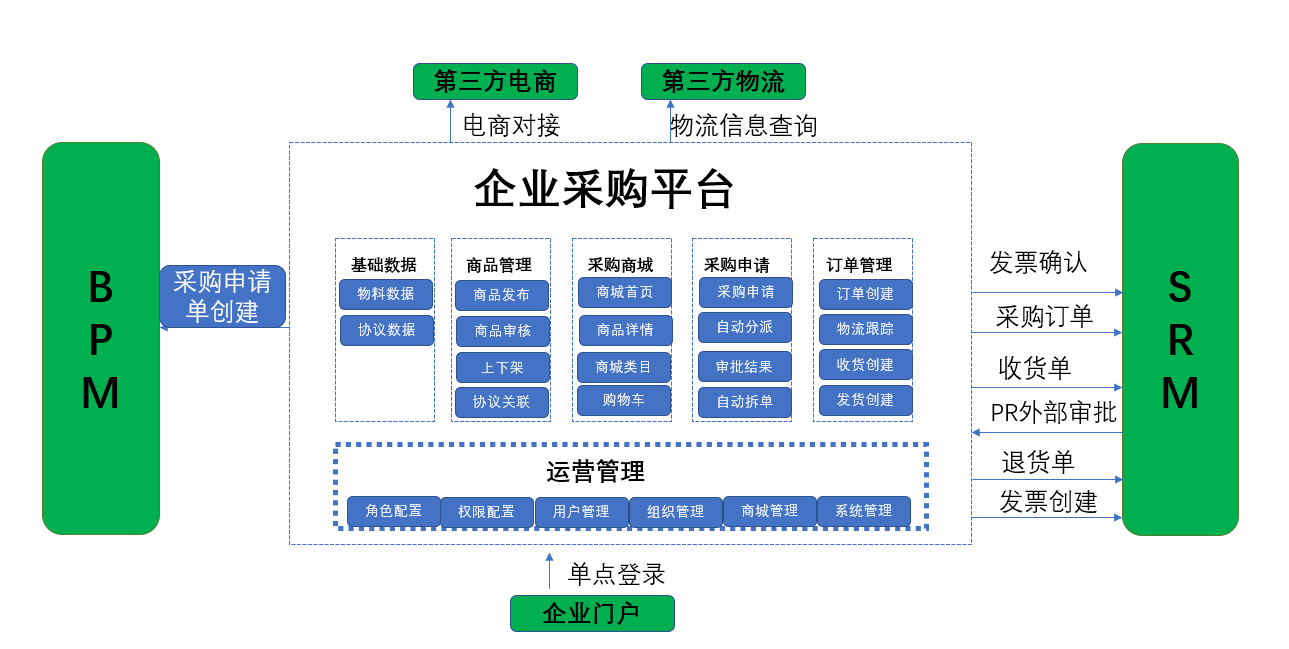 第三方电商
第三方物流
电商对接
物流信息查询
企业采购平台
B
P
M
采购申请
单创建
基础数据
物料数据
协议数据
商品管理
商品发布
商品审核
上下架
协议关联
采购商城
商城首页
商品详情
商城类目
购物车
采购申请
采购申请
自动分派
审批结果
自动拆单
订单管理
订单创建
物流跟踪
收货创建
发货创建
发票确认
采购订单
收货单
PR外部审批
退货单
发票创建
S
R
M
运营管理
角色配置
权限配置
用户管理
组织管理
商城管理
系统管理
单点登录
企业门户